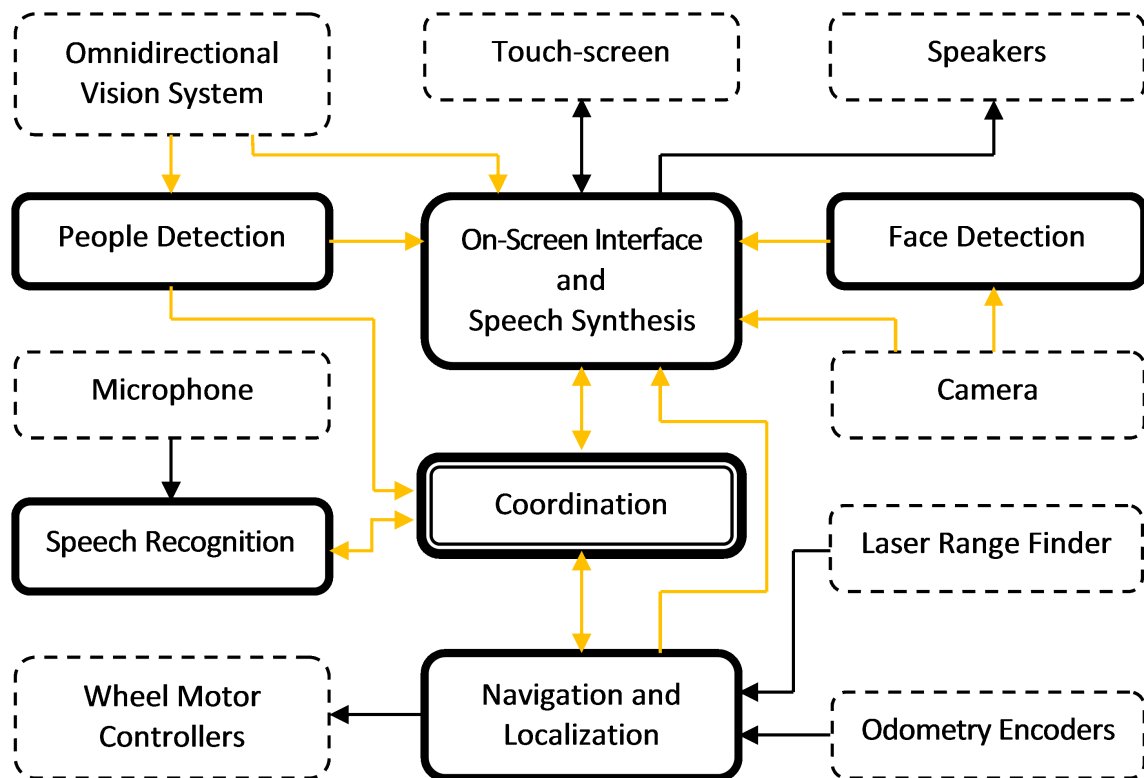 Omnidirectional
Vision System
Touch-screen
Speakers
People Detection
On-Screen Interface
and
Speech Synthesis
Face Detection
Microphone
Camera
Coordination
Speech Recognition
Laser Range Finder
Wheel Motor
Controllers
Navigation and
Localization
Odometry Encoders